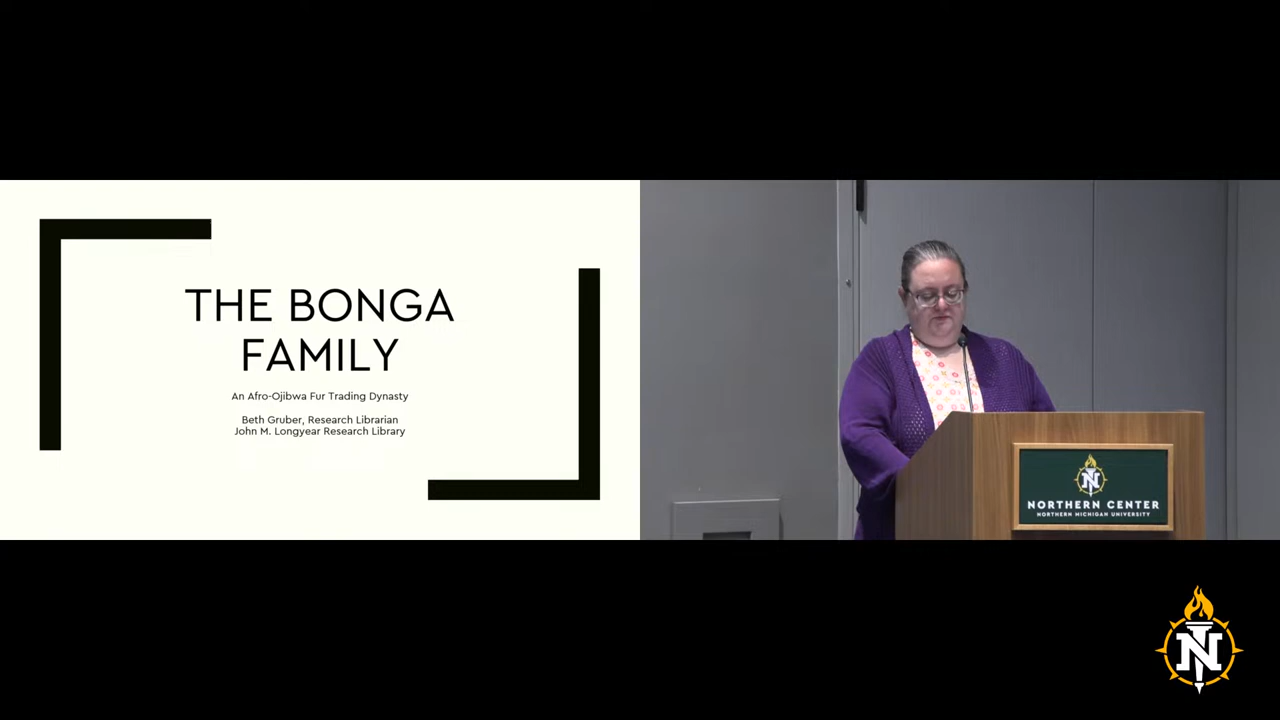 THE BONGA
FAMILY
An Afro-Ojibwa Fur Trading Dynasty
Beth Gruber, Research Librarian
John M. Longyear Research Library
N
NORTHERN CENTER
NORTHERN MICHIGAN UNIVERSITY
N